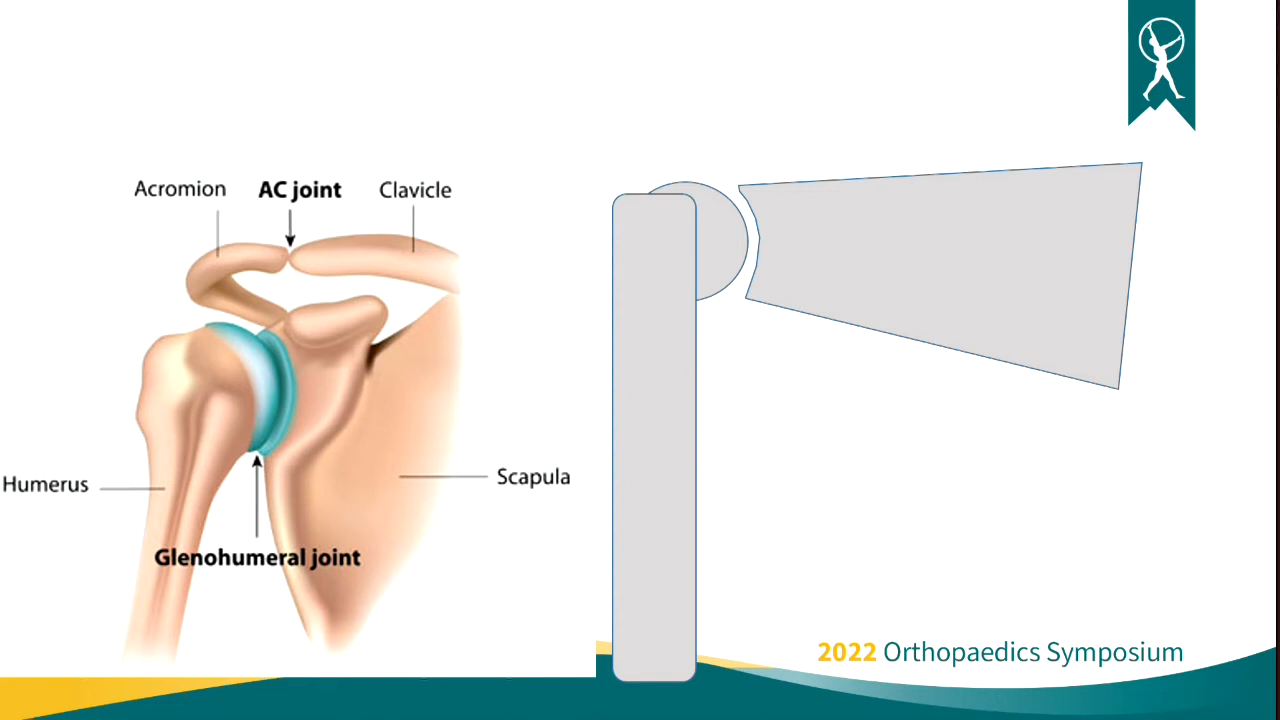 Acromion
AC joint
Clavicle
Humerus
Scapula
Glenohumeral joint
2022 Orthopaedics Symposium